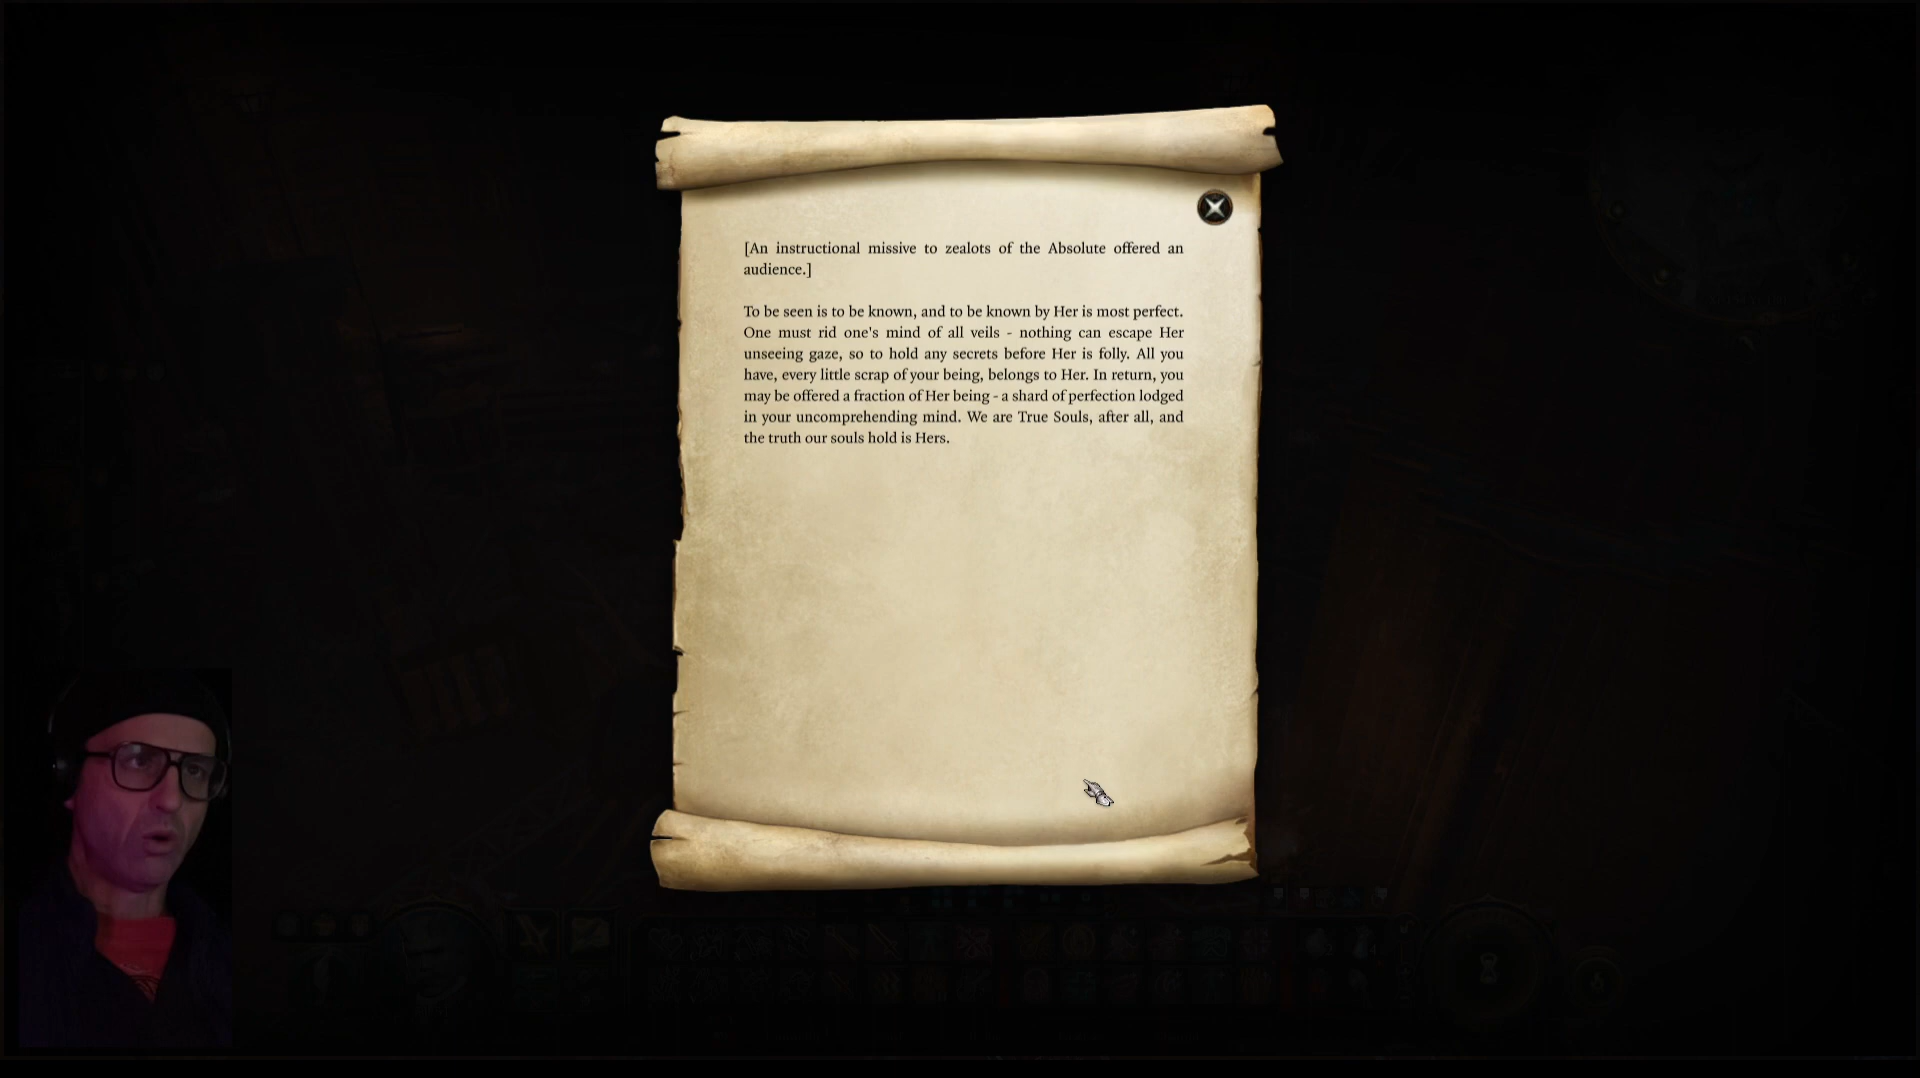 [An instructional missive to zealots of the Absolute offered an
audience.]
To be seen is to be known, and to be known by Her is most perfect.
One must rid one's mind of all veils - nothing can escape Her
unseeing gaze, so to hold any secrets before Her is folly. All you
have, every little scrap of your being, belongs to Her. In return, you
may be offered a fraction of Her being - a shard of perfection lodged
in your uncomprehending mind. We are True Souls, after all, and
the truth our souls hold is Hers.